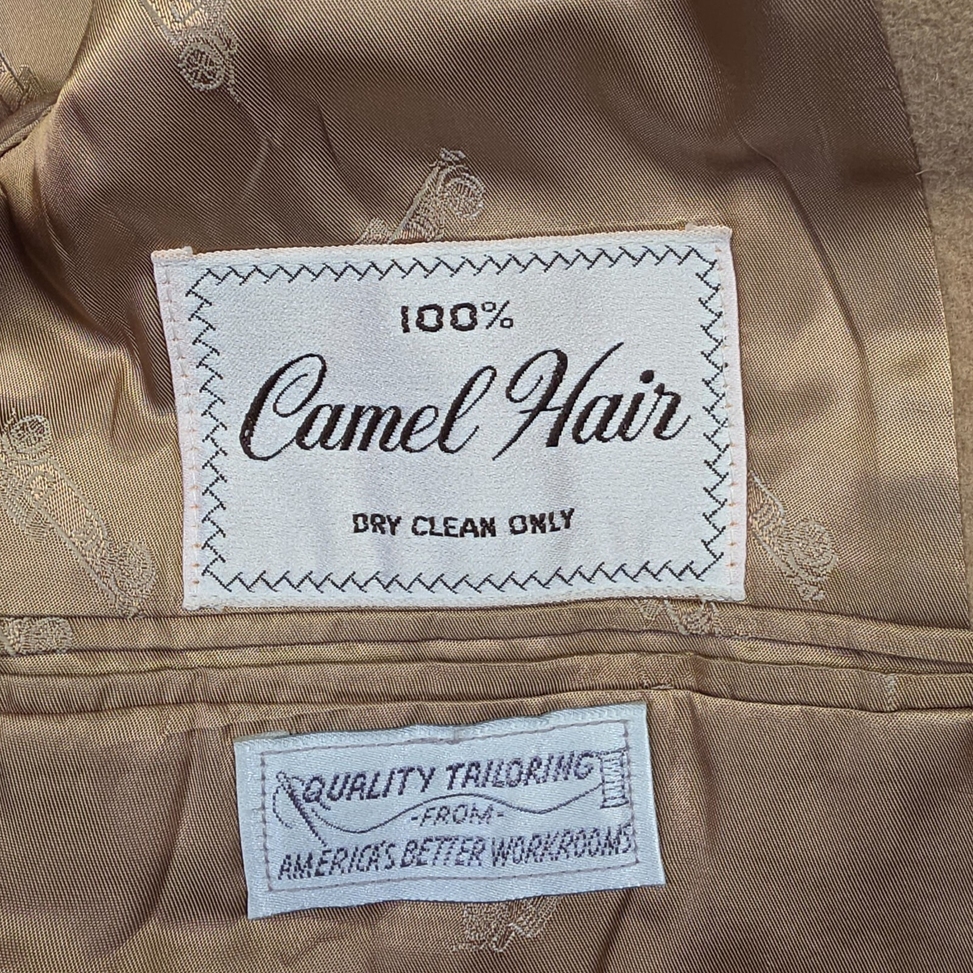 100%
Camel Hair
DRY CLEAN ONLY
QUALITY TAILORING
-FROM-
AMERICA'S BETTER WORKROOMS